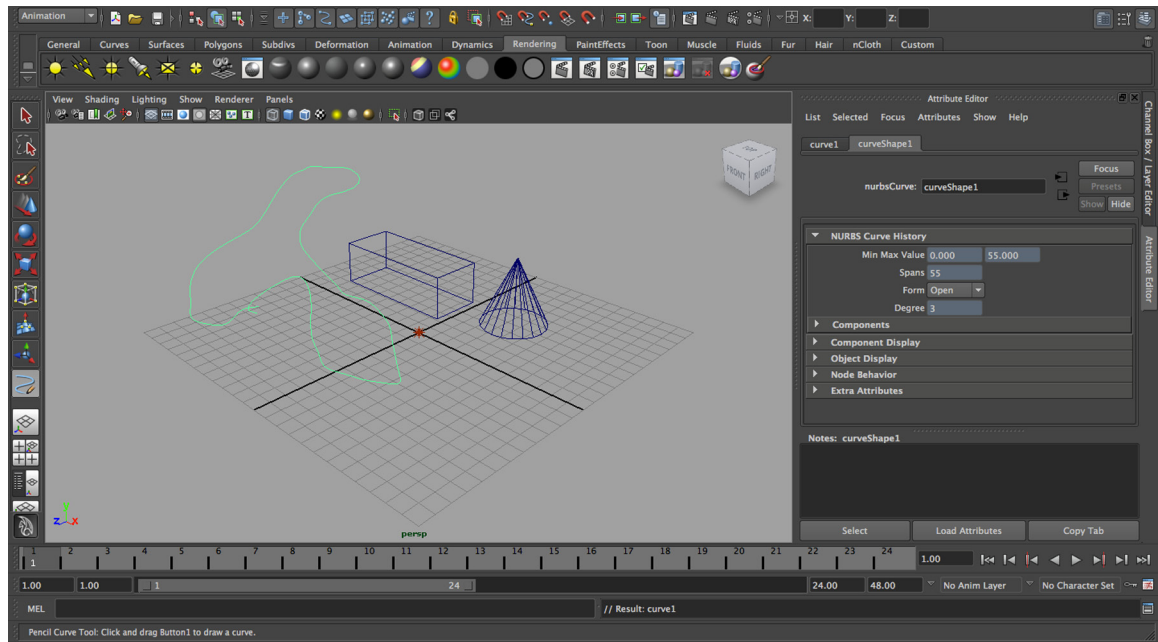 Animation X: Y: Z:
General Curves Surfaces Polygons Subdivs Deformation Animation Dynamics Rendering PaintEffects Toon Muscle Fluids Fur Hair nCloth Custom
View Shading Lighting Show Renderer Panels
FRONT RIGHT
persp
Attribute Editor
List Selected Focus Attributes Show Help
curve1 curveShape1
Focus
nurbsCurve: curveShape1 Presets
Show Hide
NURBS Curve History
Min Max Value 0.000 55.000
Spans 55
Form Open
Degree 3
Components
Component Display
Object Display
Node Behavior
Extra Attributes
Notes: curveShape1
Select Load Attributes Copy Tab
Channel Box / Layer Editor
Attribute Editor
z x
1 2 3 4 5 6 7 8 9 10 11 12 13 14 15 16 17 18 19 20 21 22 23 24
1 1.00
1.00 1.00 1 24 24.00 48.00 No Anim Layer No Character Set
MEL // Result: curve1
Pencil Curve Tool: Click and drag Button1 to draw a curve.